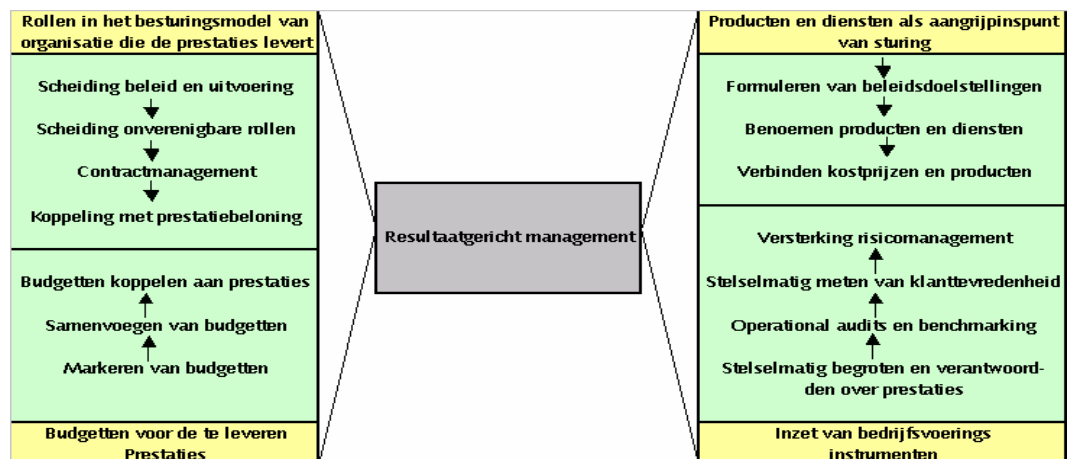 Rollen in het besturingsmodel van
organisatie die de prestaties levert
Scheiding beleid en uitvoering
Scheiding onverenigbare rollen
Contractmanagement
Koppeling met prestatiebeloning
Budgetten koppelen aan prestaties
Samenvoegen van budgetten
Markeren van budgetten
Budgetten voor de te leveren
Prestaties
Resultaatgericht management
Producten en diensten als aangrijpinspunt
van sturing
Formuleren van beleidsdoelstellingen
Benoemen producten en diensten
Verbinden kostprijzen en producten
Versterking risicomanagement
Stelselmatig meten van klanttevredenheid
Operational audits en benchmarking
Stelselmatig begroten en verantwoord-
den over prestaties
Inzet van bedrijfsvoerings
instrumenten